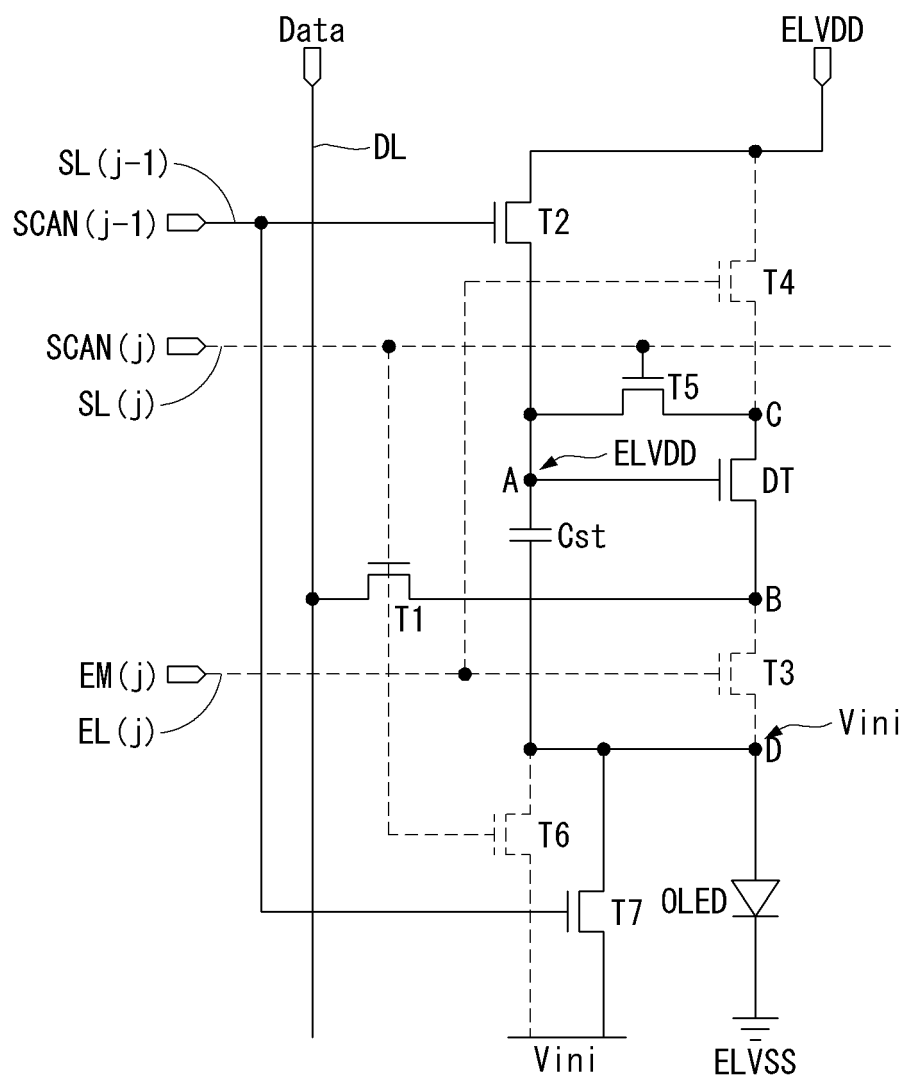 Data
ELVDD
DL
SL(j-1)
SCAN(j-1)
T2
T4
SCAN(j)
SL(j)
T5
C
ELVDD
A
DT
Cst
B
T1
EM(j)
T3
EL(j)
Vini
D
T6
OLED
T7
Vini
ELVSS